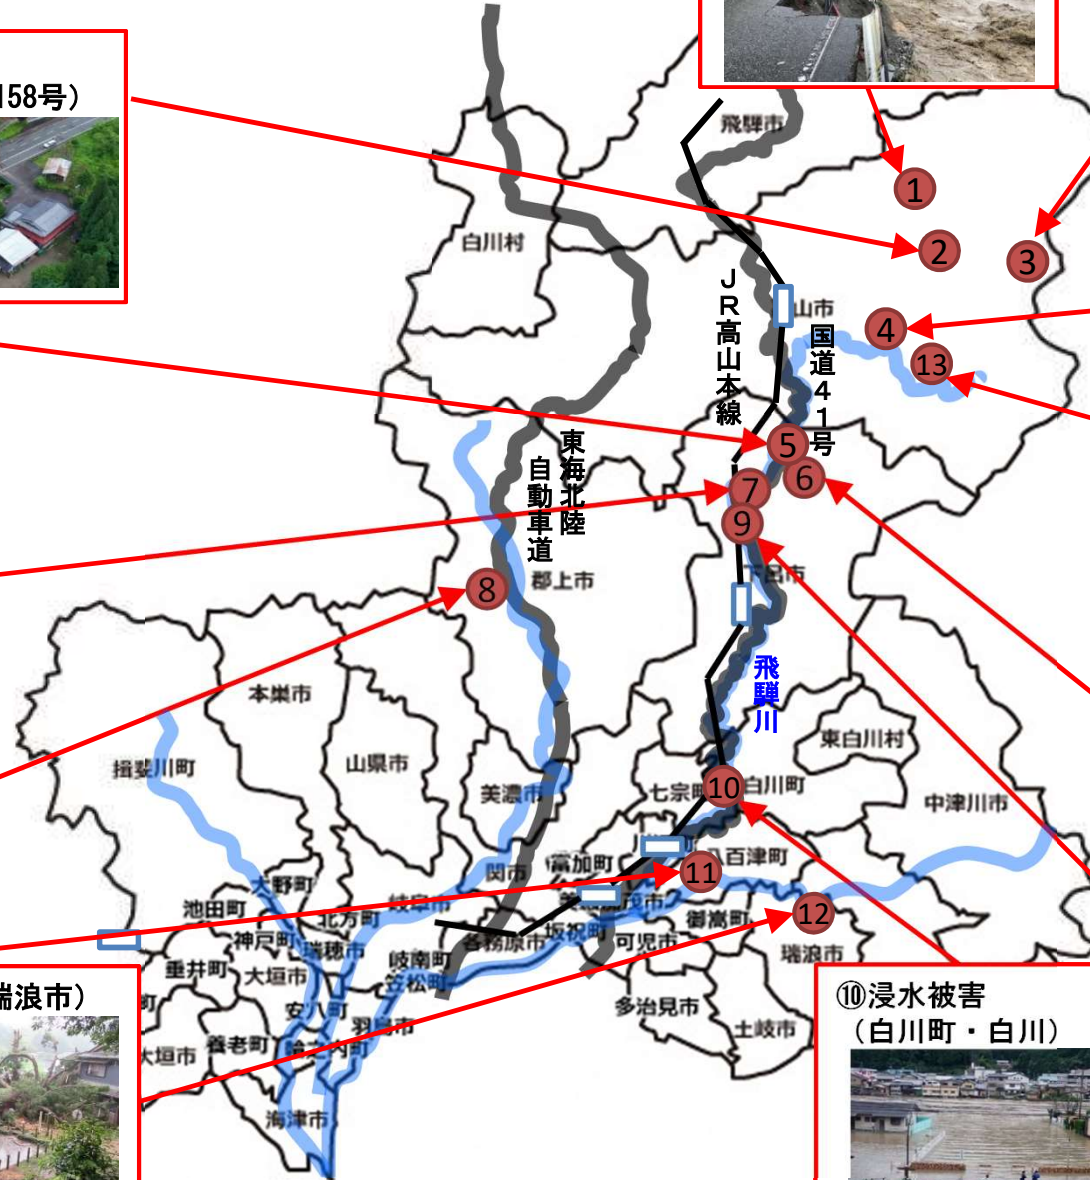 158号)
飛騨市
①
②
③
白川村
JR高山本線
山市
④
国道41号
⑬
⑤
⑥
⑦
⑨
東海北陸
自動車道
⑧
郡上市
下呂市
飛騨川
本巣市
揖斐川町
山県市
美濃市
七宗町
⑩
白川町
東白川村
中津川市
富加町
八百津町
⑪
関市
大野町
池田町
北方町
岐阜市
神戸町
瑞穂市
各務原市
坂祝町
御嵩町
⑫
可児市
瑞浪市
垂井町
大垣市
岐南町
笠松町
多治見市
土岐市
瑞浪市)
町
安八町
羽島市
大垣市
養老町
輪之内町
海津市
⑩浸水被害
(白川町・白川)